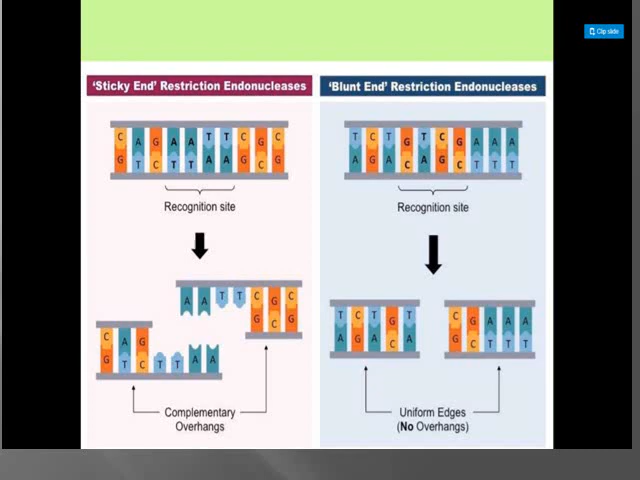 Clip slide
'Sticky End' Restriction Endonucleases
C A G A A T T C G C
G T C T T A A G C G
Recognition site
A A T T C G C
G C G
C A G
G T C T T A A
Complementary
Overhangs
'Blunt End' Restriction Endonucleases
T C T G T C G A A A
A G A C A G C T T T
Recognition site
T C T G T
A G A C A
C G A A A
G C T T T
Uniform Edges
(No Overhangs)